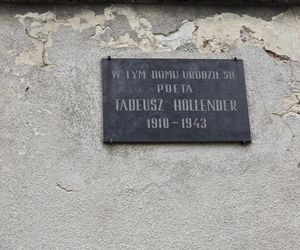 W TYM DOMU URODZIŁ SIĘ
POETA
TADEUSZ HOLLENDER
1910-1943